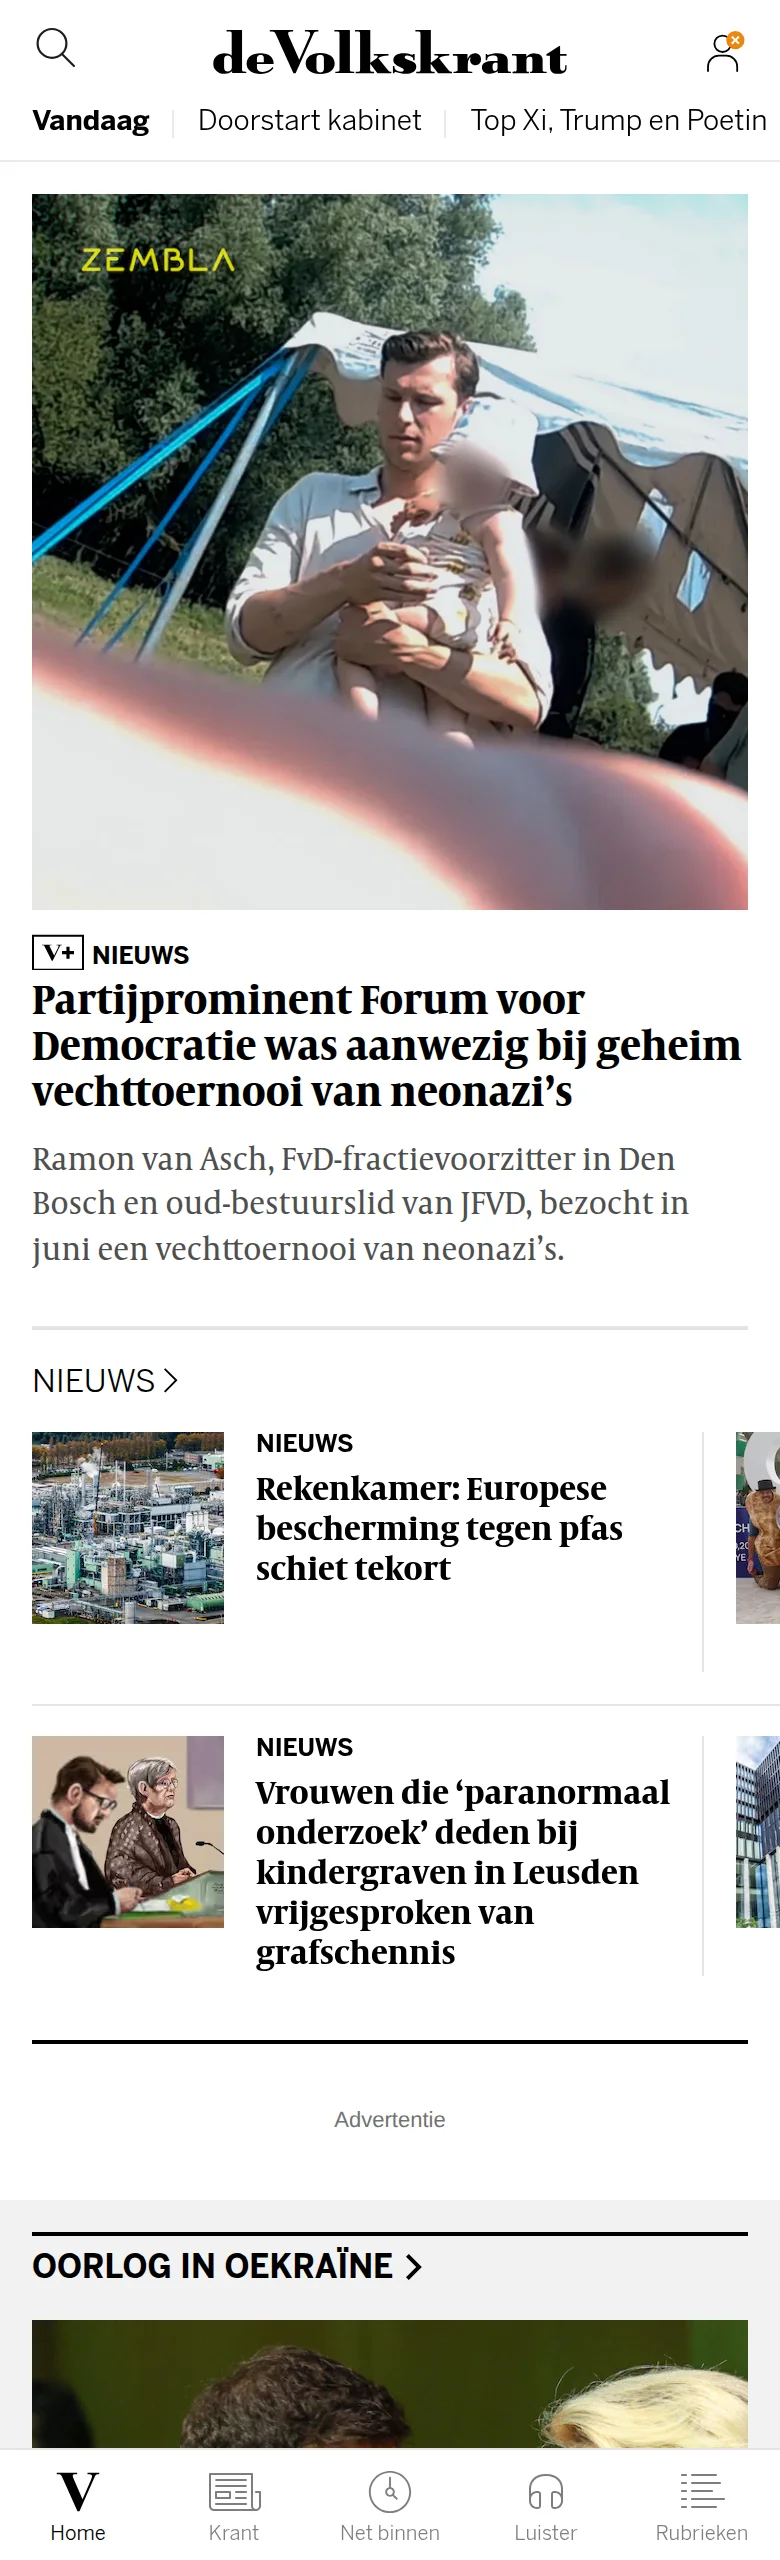 deVolkskrant
Vandaag
Doorstart kabinet
Top Xi, Trump en Poetin
ZEMBLA
V+ NIEUWS
Partijprominent Forum voor
Democratie was aanwezig bij geheim
vechttoernooi van neonazi’s
Ramon van Asch, FvD-fractievoorzitter in Den
Bosch en oud-bestuurslid van JFVD, bezocht in
juni een vechttoernooi van neonazi’s.
NIEUWS
NIEUWS
Rekenkamer: Europese
bescherming tegen pfas
schiet tekort
NIEUWS
Vrouwen die ‘paranormaal
onderzoek’ deden bij
kindergraven in Leusden
vrijgesproken van
grafschennis
Advertentie
OORLOG IN OEKRAÏNE
V
Home
Krant
Net binnen
Luister
Rubrieken